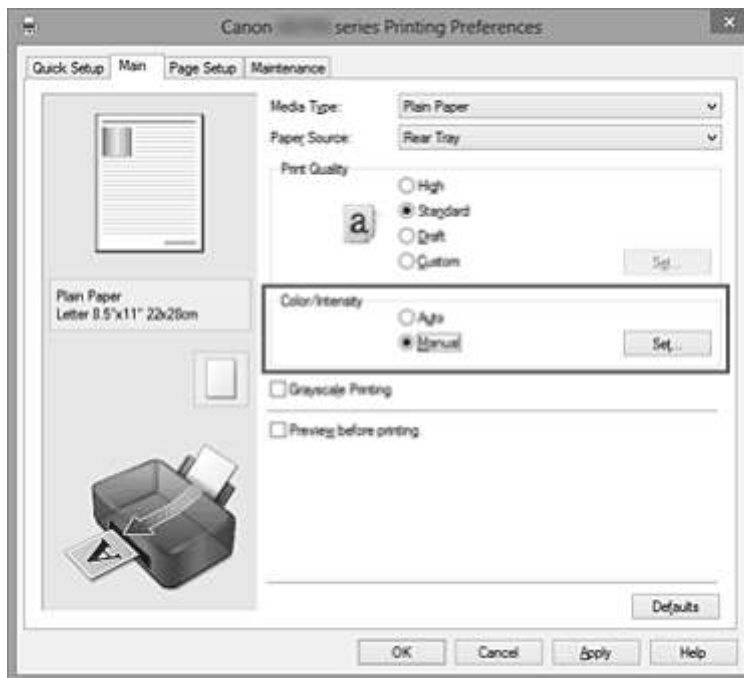 Canon series Printing Preferences
Quick Setup Main Page Setup Maintenance
Media Type: Plain Paper
Paper Source: Rear Tray
Print Quality
High
a Standard
Draft
Custom Set...
Plain Paper
Letter 8.5"x11" 22x28cm
Color/Intensity
Auto
Manual Set...
Grayscale Printing
Preview before printing
A
Defaults
OK Cancel Apply Help